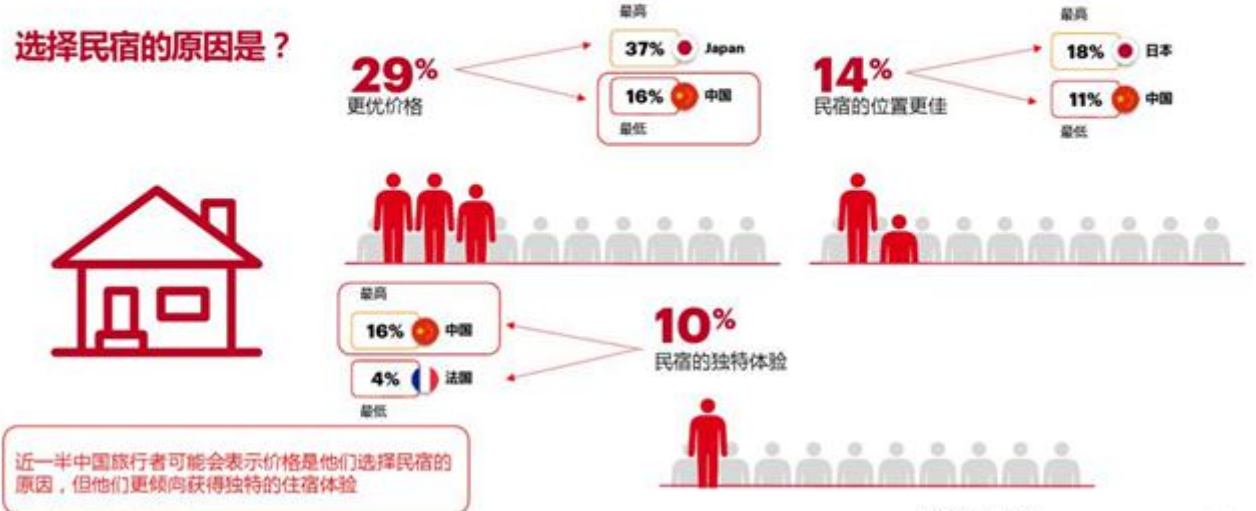 选择民宿的原因是？
29%
更优价格
最高
37% Japan
16% 中国
最低
14%
民宿的位置更佳
最高
18% 日本
11% 中国
最低
最高
16% 中国
4% 法国
最低
10%
民宿的独特体验
近一半中国旅行者可能会表示价格是他们选择民宿的
原因，但他们更倾向获得独特的住宿体验